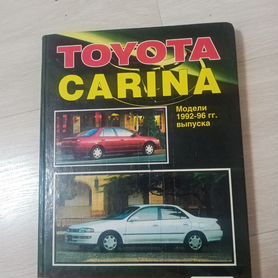 TOYOTA
CARINA
Модели
1992-96 гг.
выпуска